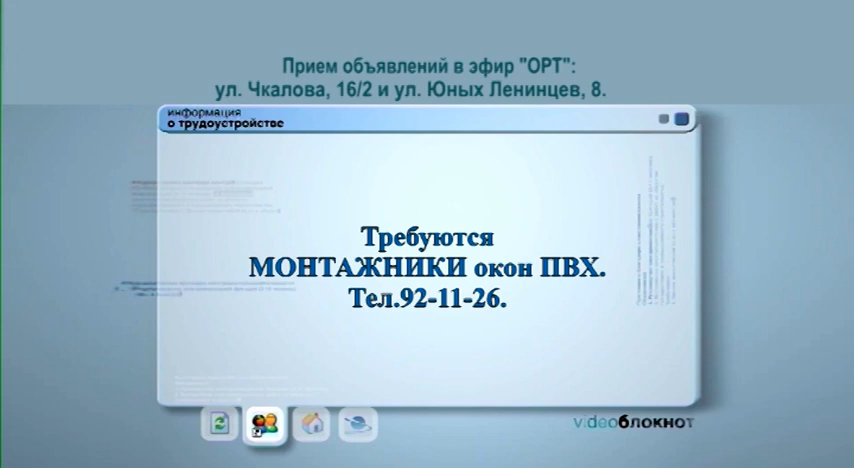 Прием объявлений в эфир "ОРТ":
ул. Чкалова, 16/2 и ул. Юных Ленинцев, 8.
информация
о трудоустройстве
Требуются
МОНТАЖНИКИ окон ПВХ.
Тел.92-11-26.
videoблокнот